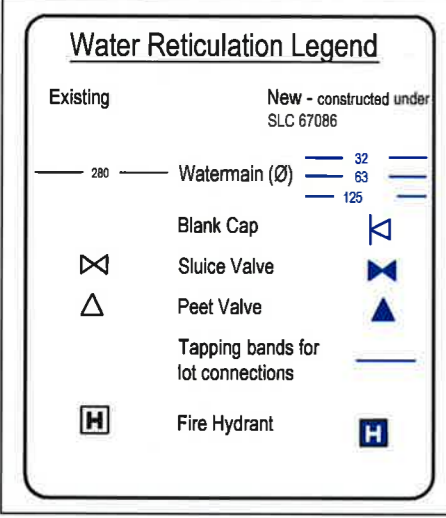 Water Reticulation Legend
Existing
New - constructed under
SLC 67086
280
Watermain (Ø)
32
63
125
Blank Cap
Sluice Valve
Peet Valve
Tapping bands for
lot connections
H
Fire Hydrant
H